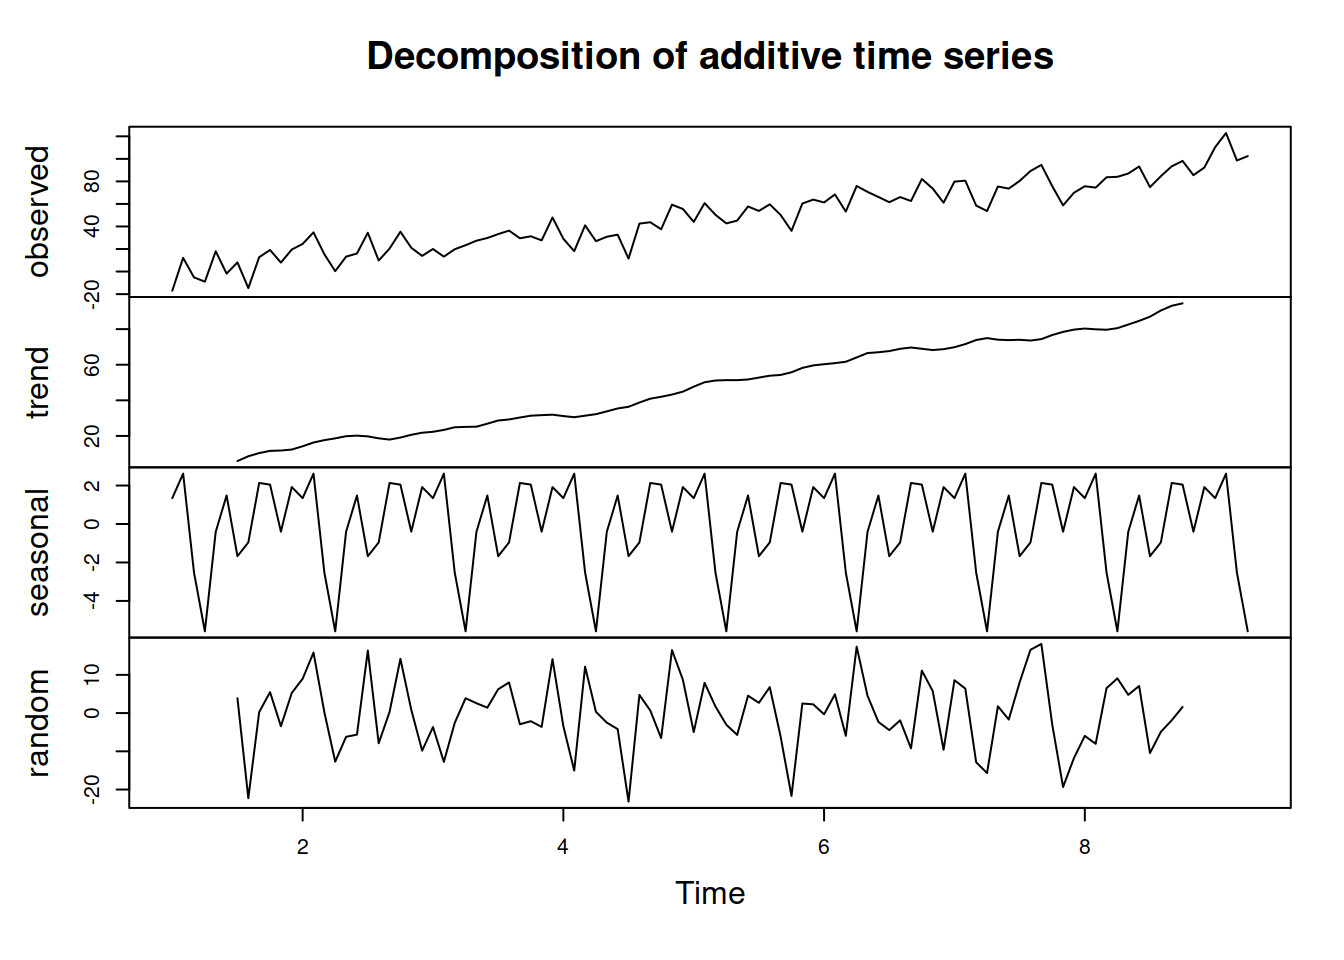 Decomposition of additive time series
observed
-20 40 80
trend
20 60
seasonal
-4 -2 0 2
random
-20 0 10
2 4 6 8
Time